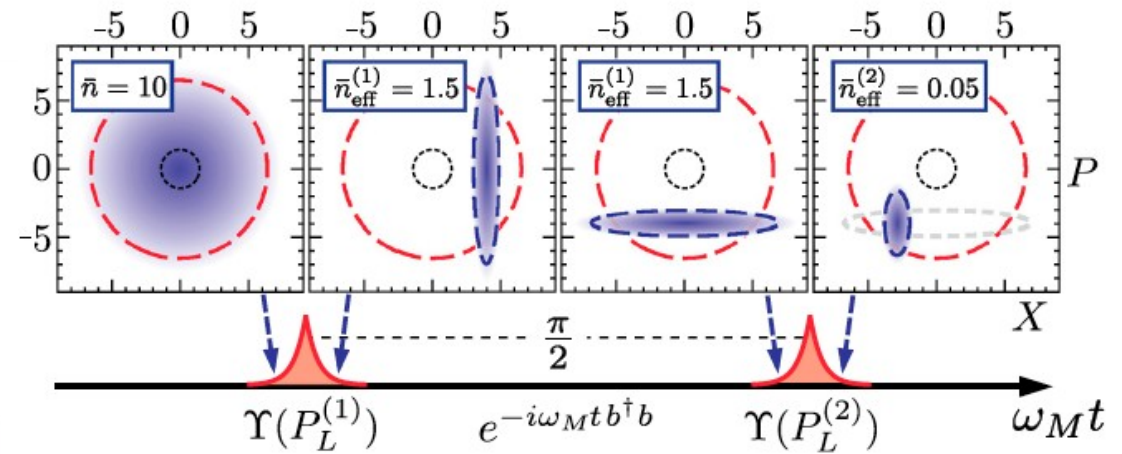 -5 0 5 -5 0 5 -5 0 5 -5 0 5
n̄ = 10
n̄_eff^(1) = 1.5
n̄_eff^(1) = 1.5
n̄_eff^(2) = 0.05
5
0
-5
P
X
π/2
Υ(P_L^(1))
e^{-iω_M t b†b}
Υ(P_L^(2))
ω_M t